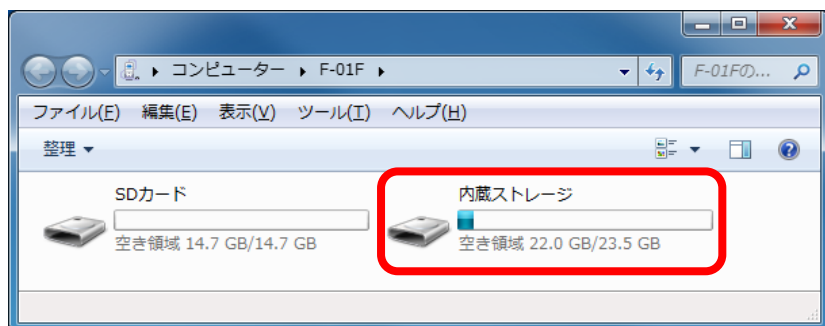 コンピューター ▸ F-01F ▸
F-01Fの...
ファイル(F) 編集(E) 表示(V) ツール(T) ヘルプ(H)
整理
SDカード
空き領域 14.7 GB/14.7 GB
内蔵ストレージ
空き領域 22.0 GB/23.5 GB